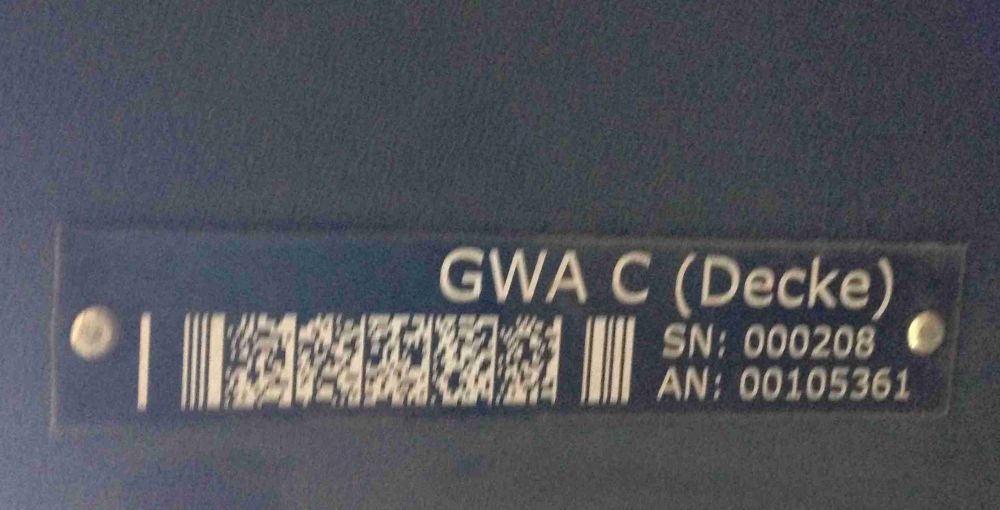 GWA C (Decke)
SN: 000208
AN: 00105361